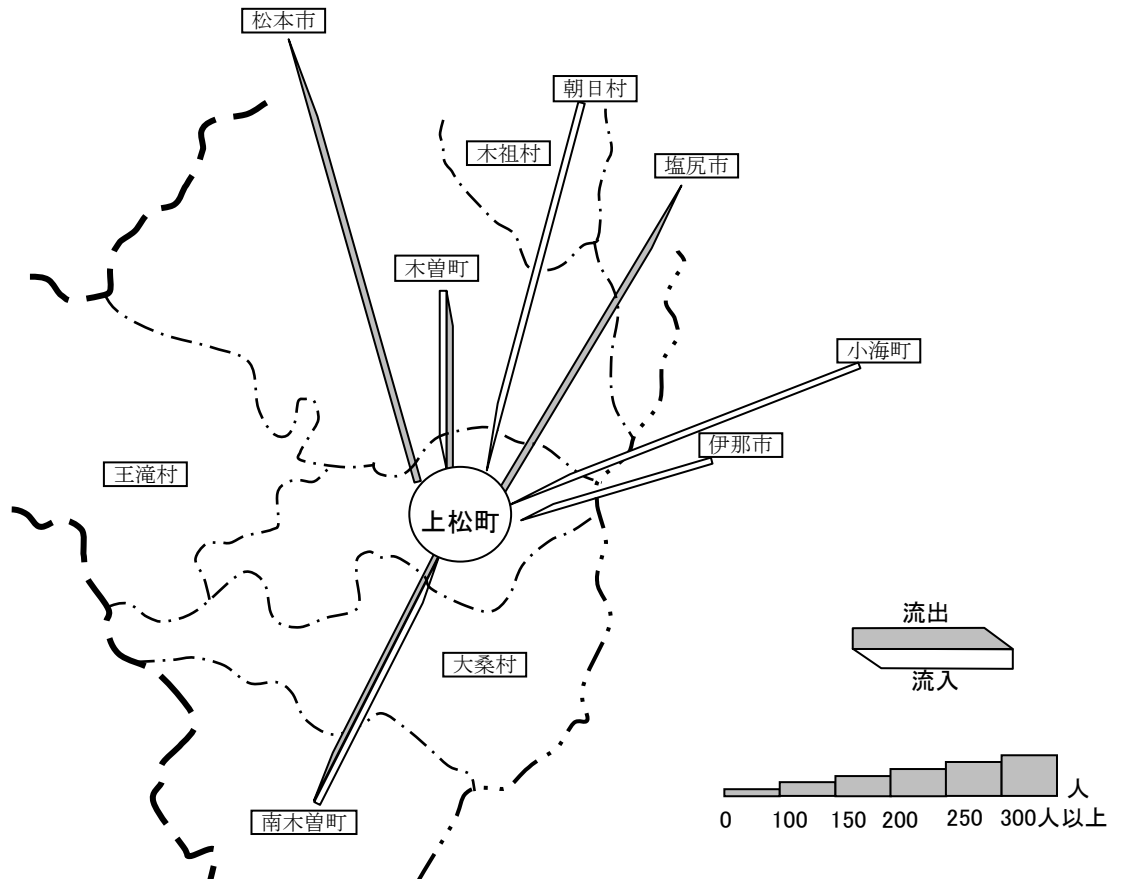 松本市
朝日村
木祖村
塩尻市
木曽町
小海町
伊那市
王滝村
上松町
大桑村
南木曽町
流出
流入
人
0 100 150 200 250 300人以上